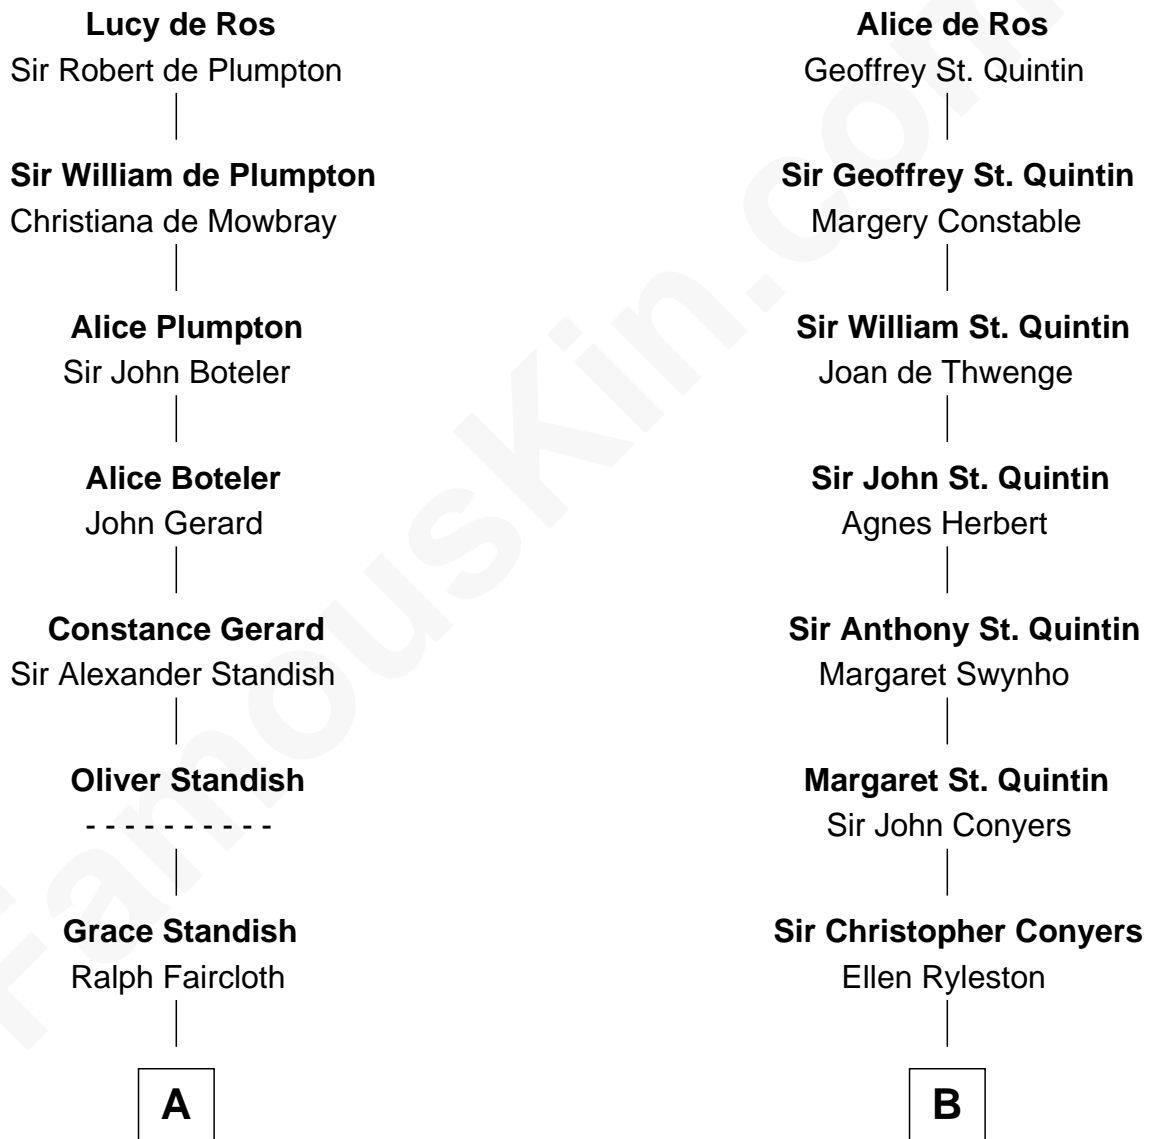 Lucy de Ros
Sir Robert de Plumpton
Sir William de Plumpton
Christiana de Mowbray
Alice Plumpton
Sir John Boteler
Alice Boteler
John Gerard
Constance Gerard
Sir Alexander Standish
Oliver Standish
- - - - - - - - - -
Grace Standish
Ralph Faircloth
A
Alice de Ros
Geoffrey St. Quintin
Sir Geoffrey St. Quintin
Margery Constable
Sir William St. Quintin
Joan de Thwenge
Sir John St. Quintin
Agnes Herbert
Sir Anthony St. Quintin
Margaret Swynho
Margaret St. Quintin
Sir John Conyers
Sir Christopher Conyers
Ellen Ryleston
B
FamousKin.com